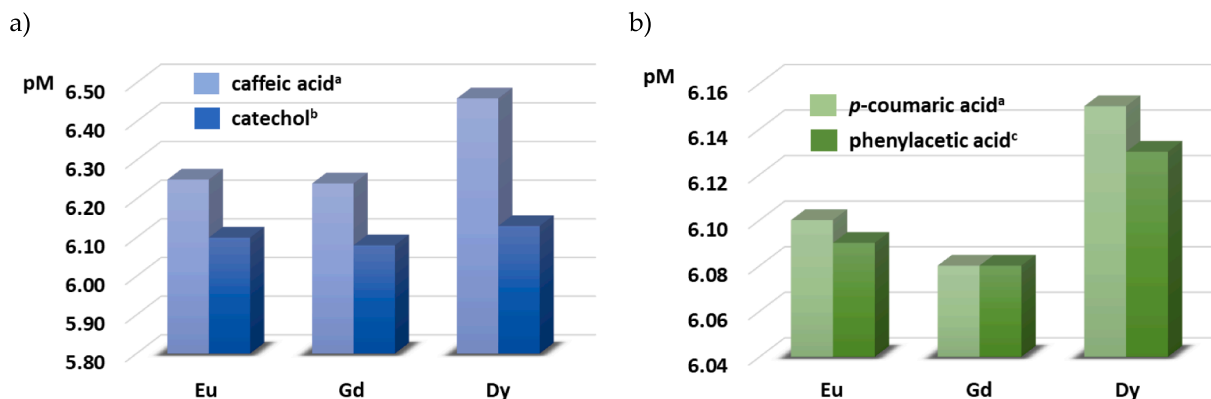 a)
pM
6.50
6.40
6.30
6.20
6.10
6.00
5.90
5.80
caffeic acidᵃ
catecholᵇ
Eu Gd Dy
b)
pM
6.16
6.14
6.12
6.10
6.08
6.06
6.04
p-coumaric acidᵃ
phenylacetic acidᶜ
Eu Gd Dy